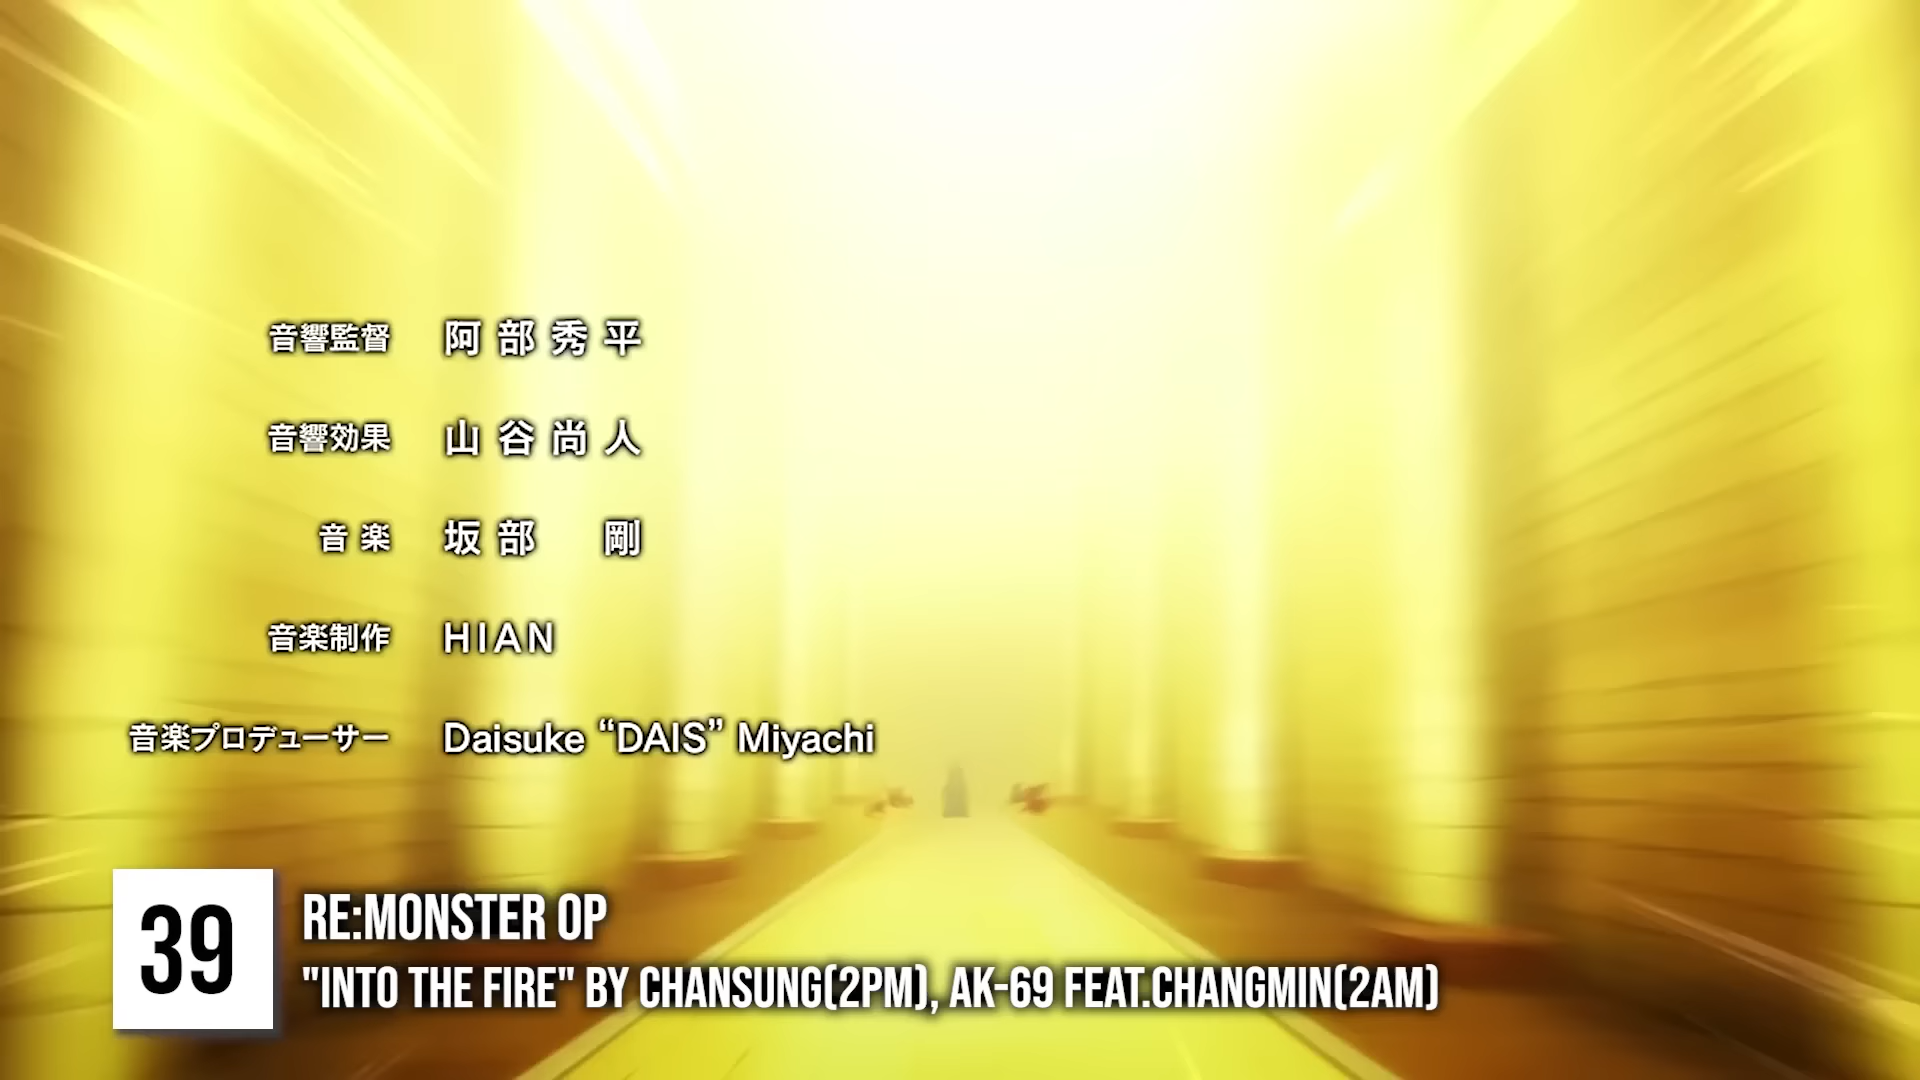 音響監督 阿部秀平
音響効果 山谷尚人
音楽 坂部 剛
音楽制作 HIAN
音楽プロデューサー Daisuke “DAIS” Miyachi
39
RE:MONSTER OP
"INTO THE FIRE" BY CHANSUNG(2PM), AK-69 FEAT.CHANGMIN(2AM)